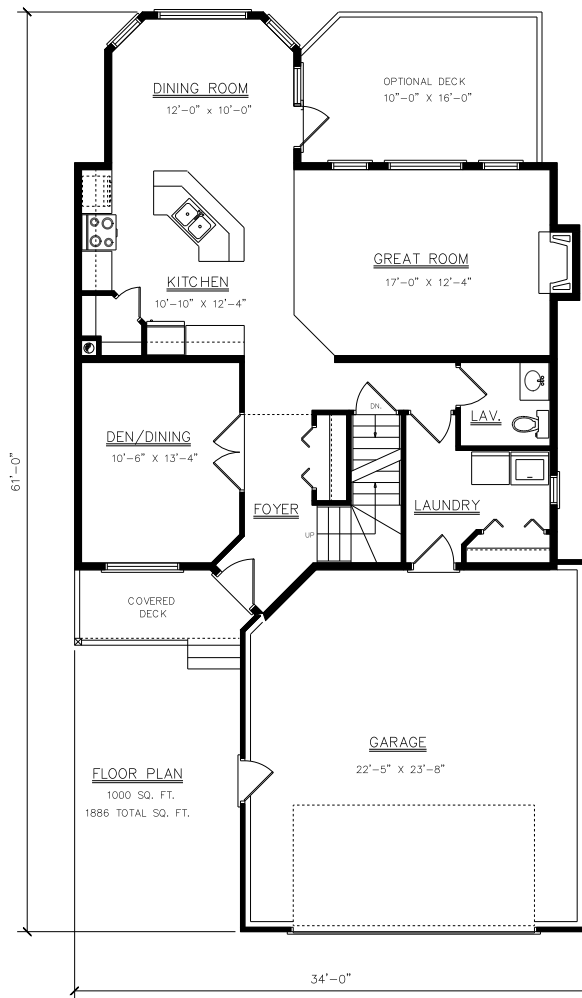 DINING ROOM
12'-0" x 10'-0"
OPTIONAL DECK
10"-0" X 16'-0"
GREAT ROOM
17'-0" X 12'-4"
KITCHEN
10'-10" X 12'-4"
DN.
LAV.
DEN/DINING
10'-6" X 13'-4"
61'-0"
FOYER
LAUNDRY
UP
COVERED
DECK
GARAGE
22'-5" X 23'-8"
FLOOR PLAN
1000 SQ. FT.
1886 TOTAL SQ. FT.
34'-0"